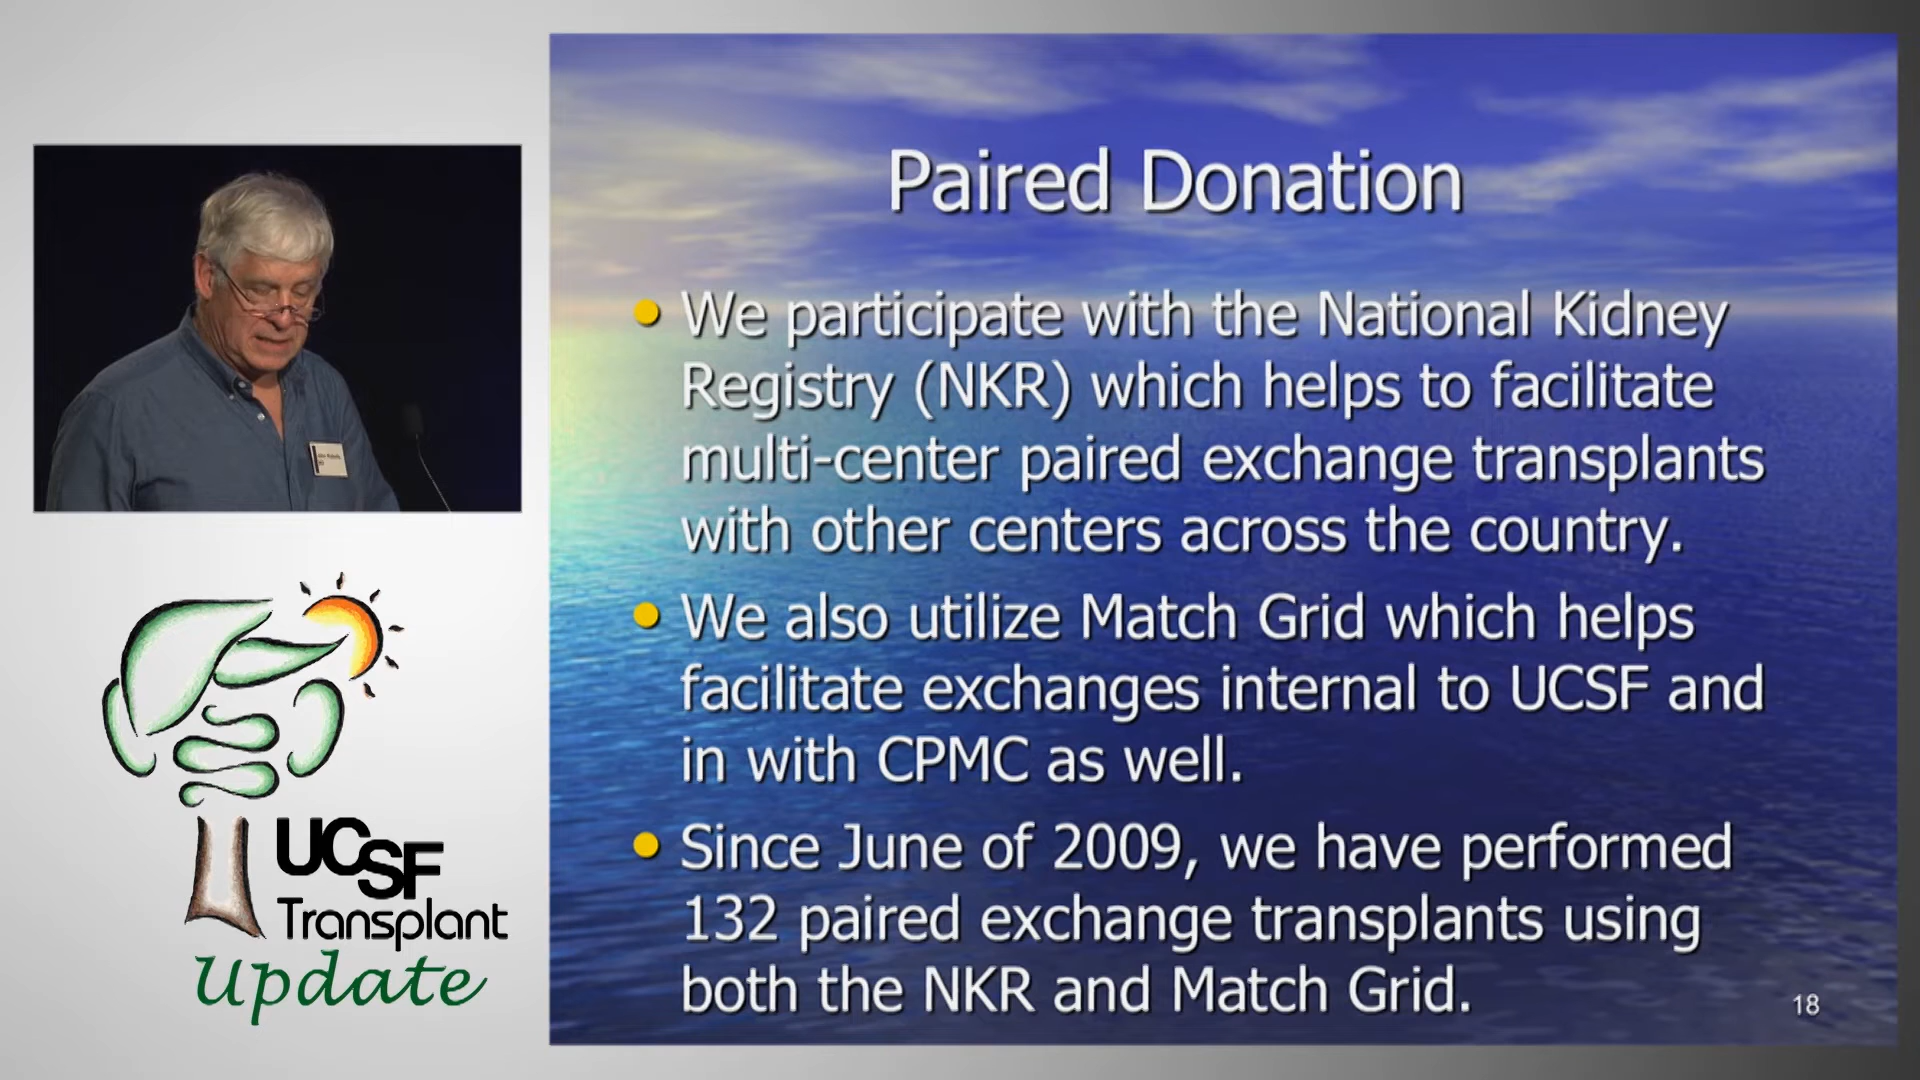 Paired Donation
• We participate with the National Kidney
Registry (NKR) which helps to facilitate
multi-center paired exchange transplants
with other centers across the country.
• We also utilize Match Grid which helps
facilitate exchanges internal to UCSF and
in with CPMC as well.
• Since June of 2009, we have performed
132 paired exchange transplants using
both the NKR and Match Grid.
18
UCSF
Transplant
Update